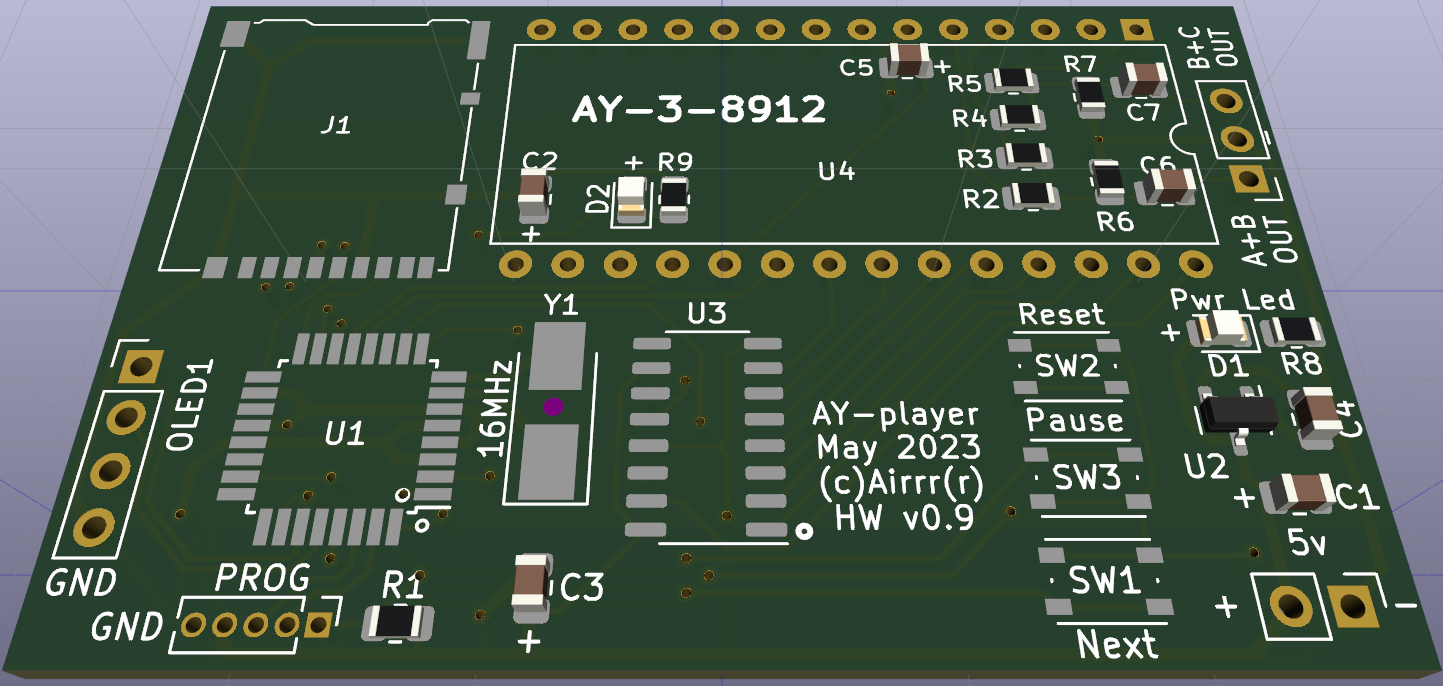 B+C
OUT
C5 +
R5
R7
C7
J1
AY-3-8912
R4
C2
+
R9
R3
U4
C6
D2
R2
R6
+
A+B
OUT
Y1
U3
Reset
Pwr Led
+
D1
R8
SW2
OLED1
16MHz
U1
AY-player
May 2023
(c)Airrr(r)
HW v0.9
Pause
SW3
U2
C4
+
C1
5v
GND
PROG
R1
C3
SW1
+
-
GND
+
Next